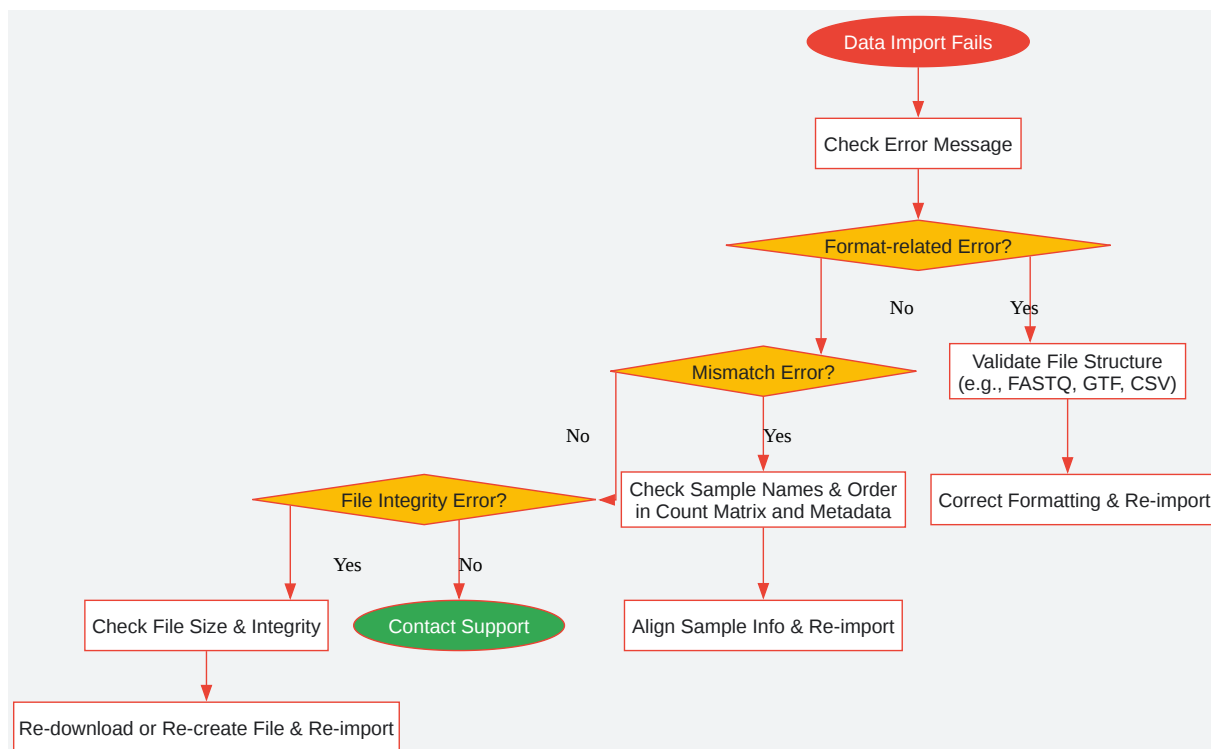 Data Import Fails
Check Error Message
Format-related Error?
No
Yes
Mismatch Error?
Validate File Structure
(e.g., FASTQ, GTF, CSV)
No
Yes
File Integrity Error?
Check Sample Names & Order
in Count Matrix and Metadata
Correct Formatting & Re-import
Yes
No
Check File Size & Integrity
Contact Support
Align Sample Info & Re-import
Re-download or Re-create File & Re-import